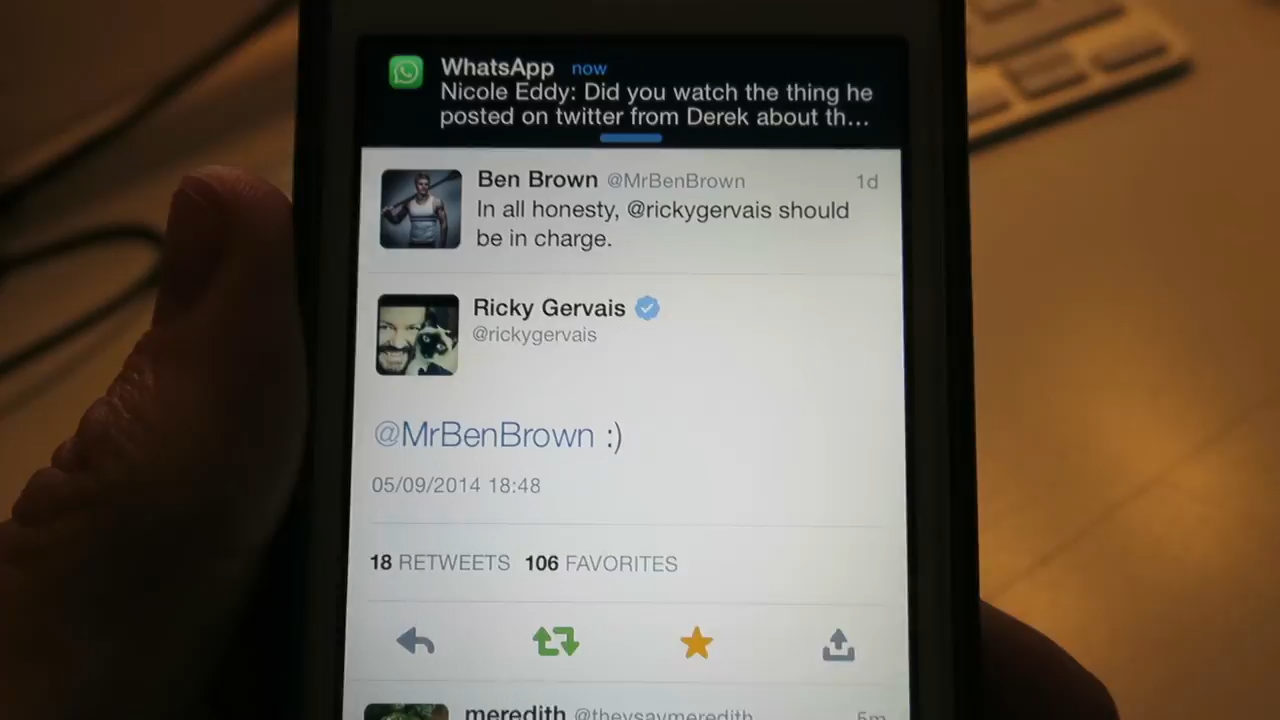 WhatsApp now
Nicole Eddy: Did you watch the thing he
posted on twitter from Derek about th...
Ben Brown @MrBenBrown 1d
In all honesty, @rickygervais should
be in charge.
Ricky Gervais
@rickygervais
@MrBenBrown :)
05/09/2014 18:48
18 RETWEETS 106 FAVORITES
meredith @theysaymeredith 5m